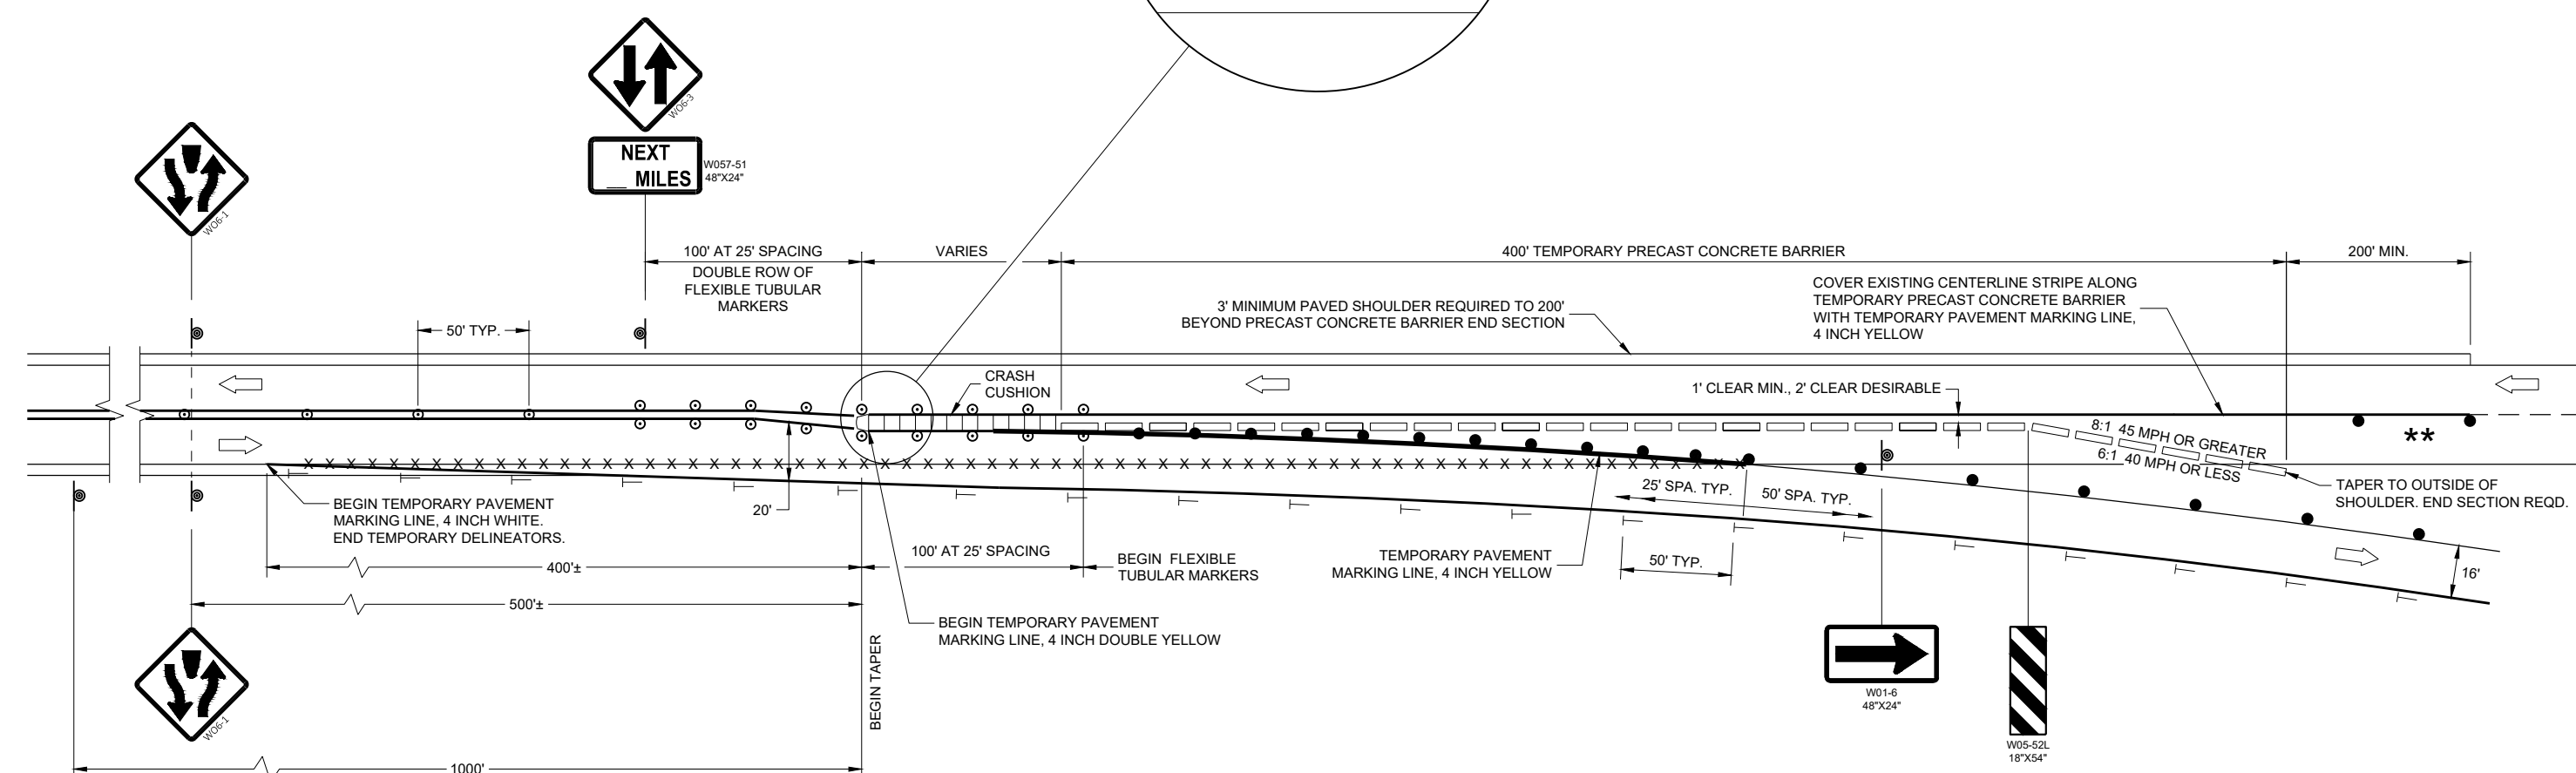 WO6-3
NEXT
__ MILES
W057-51
48"X24"
WO6-1
100' AT 25' SPACING
DOUBLE ROW OF
FLEXIBLE TUBULAR
MARKERS
VARIES
400' TEMPORARY PRECAST CONCRETE BARRIER
200' MIN.
3' MINIMUM PAVED SHOULDER REQUIRED TO 200'
BEYOND PRECAST CONCRETE BARRIER END SECTION
COVER EXISTING CENTERLINE STRIPE ALONG
TEMPORARY PRECAST CONCRETE BARRIER
WITH TEMPORARY PAVEMENT MARKING LINE,
4 INCH YELLOW
50' TYP.
CRASH
CUSHION
1' CLEAR MIN., 2' CLEAR DESIRABLE
**
8:1 45 MPH OR GREATER
6:1 40 MPH OR LESS
TAPER TO OUTSIDE OF
SHOULDER. END SECTION REQD.
X X X X X X X X X X X X X X X X X X X X X X X X X X X X X X X X X X X X X X X X X X X X X X X X X X X X X X X X X X X X X X X X X X X X
BEGIN TEMPORARY PAVEMENT
MARKING LINE, 4 INCH WHITE.
END TEMPORARY DELINEATORS.
20'
25' SPA. TYP.
50' SPA. TYP.
100' AT 25' SPACING
BEGIN FLEXIBLE
TUBULAR MARKERS
TEMPORARY PAVEMENT
MARKING LINE, 4 INCH YELLOW
50' TYP.
16'
400'±
500'±
BEGIN TEMPORARY PAVEMENT
MARKING LINE, 4 INCH DOUBLE YELLOW
BEGIN TAPER
WO6-1
W01-6
48"X24"
W05-52L
18"X54"
1000'